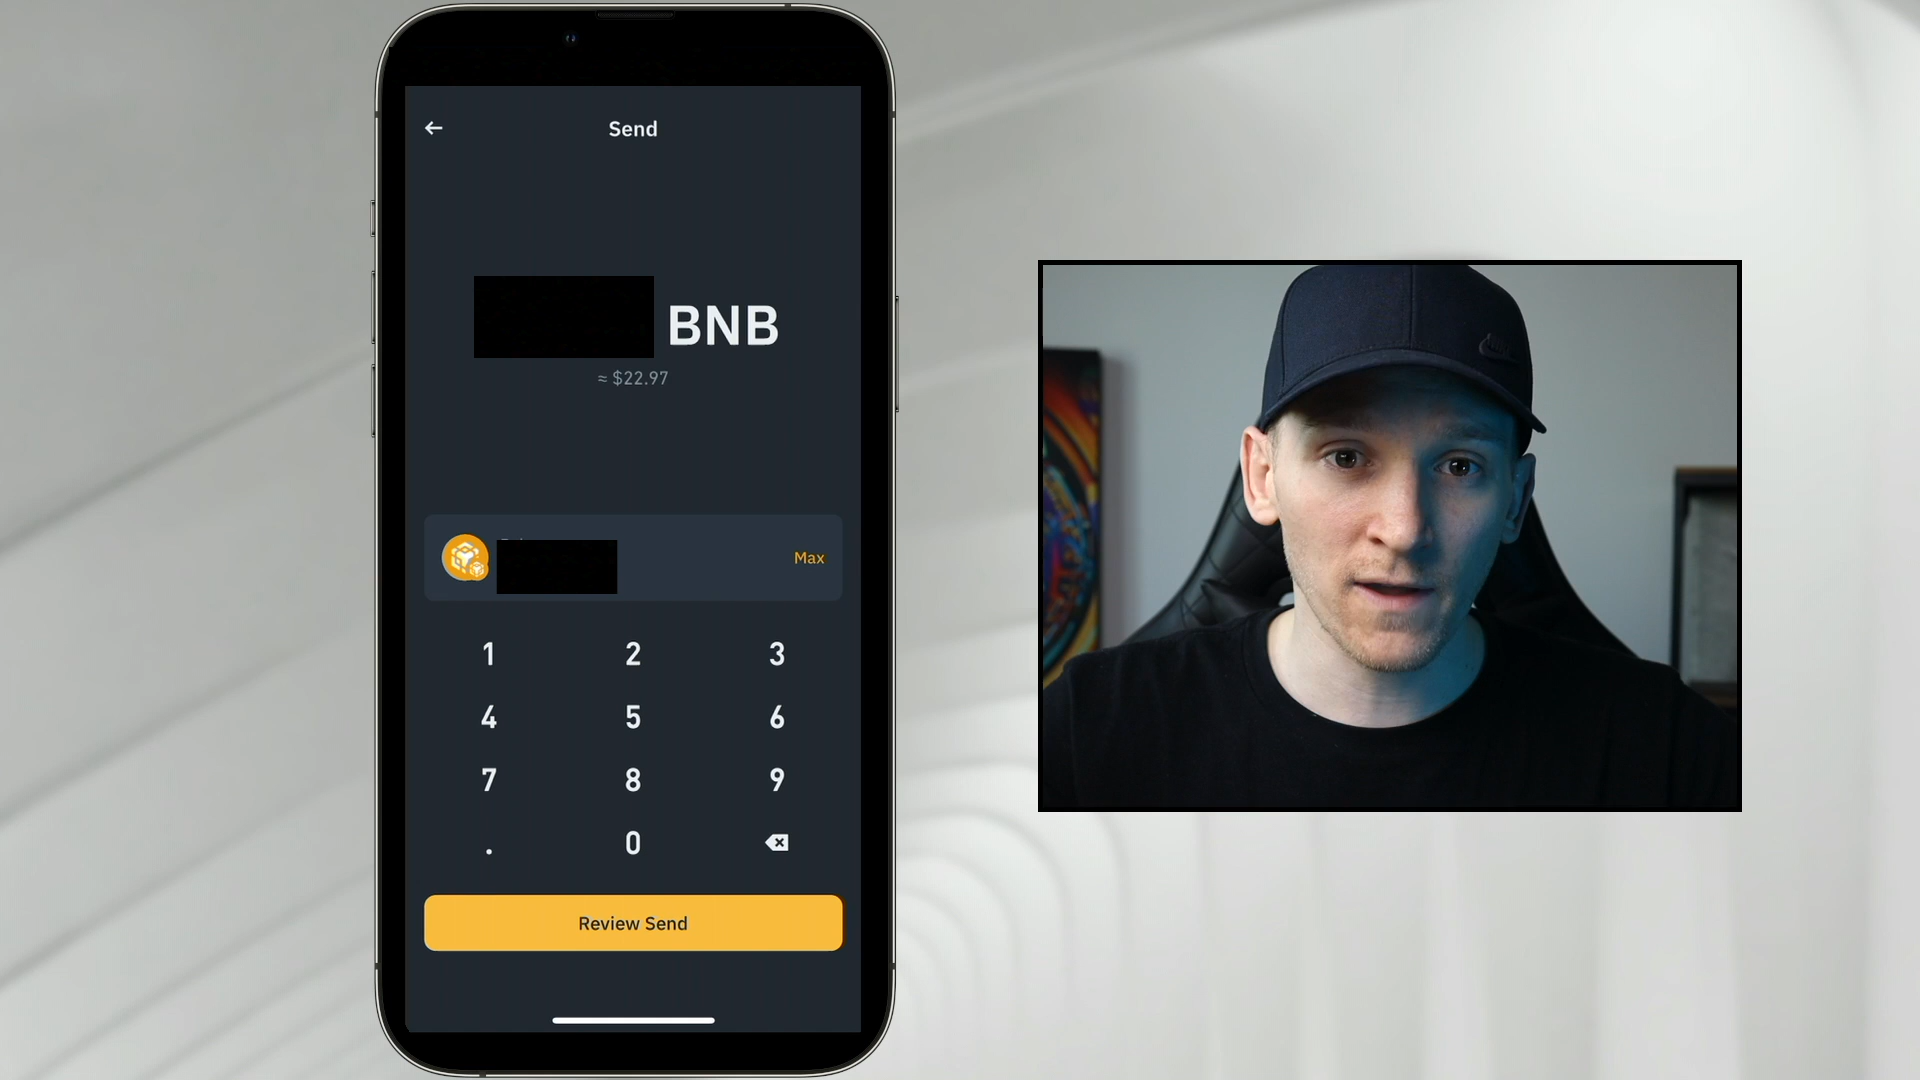 Send
BNB
≈ $22.97
Max
1 2 3
4 5 6
7 8 9
. 0
Review Send